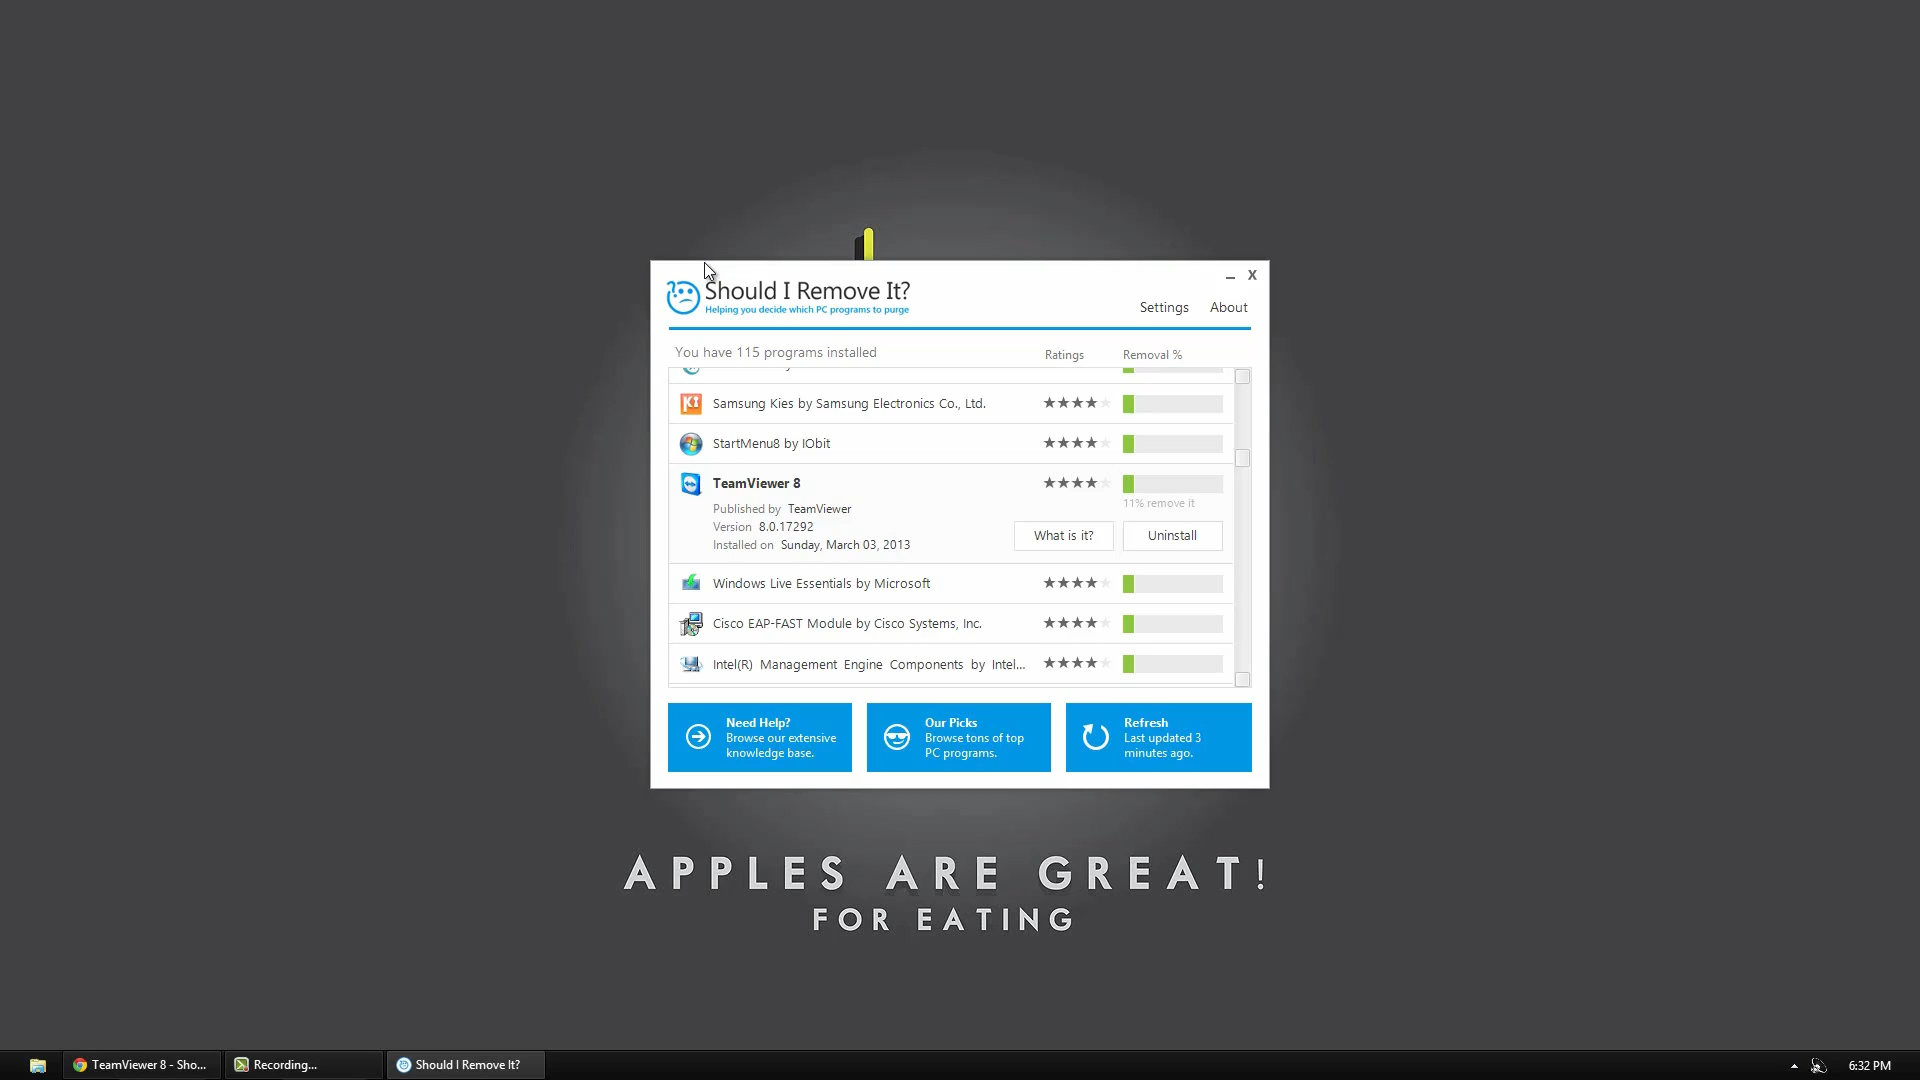 X
Should I Remove It?
Helping you decide which PC programs to purge
Settings About
You have 115 programs installed Ratings Removal %
Samsung Kies by Samsung Electronics Co., Ltd.
StartMenu8 by IObit
TeamViewer 8
11% remove it
Published by TeamViewer
Version 8.0.17292
Installed on Sunday, March 03, 2013
What is it? Uninstall
Windows Live Essentials by Microsoft
Cisco EAP-FAST Module by Cisco Systems, Inc.
Intel(R) Management Engine Components by Intel...
Need Help?
Browse our extensive
knowledge base.
Our Picks
Browse tons of top
PC programs.
Refresh
Last updated 3
minutes ago.
APPLES ARE GREAT!
FOR EATING
TeamViewer 8 - Sho... Recording... Should I Remove It? 6:32 PM